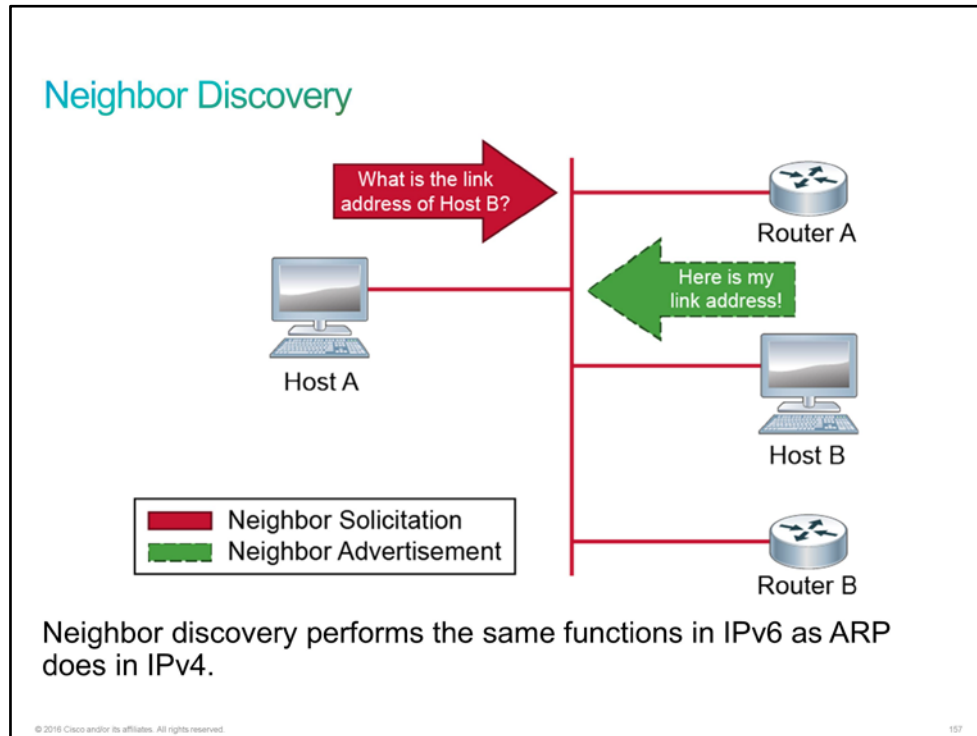 Neighbor Discovery
What is the link
address of Host B?
Router A
Here is my
link address!
Host A
Host B
Neighbor Solicitation
Neighbor Advertisement
Router B
Neighbor discovery performs the same functions in IPv6 as ARP
does in IPv4.
© 2016 Cisco and/or its affiliates. All rights reserved.
157